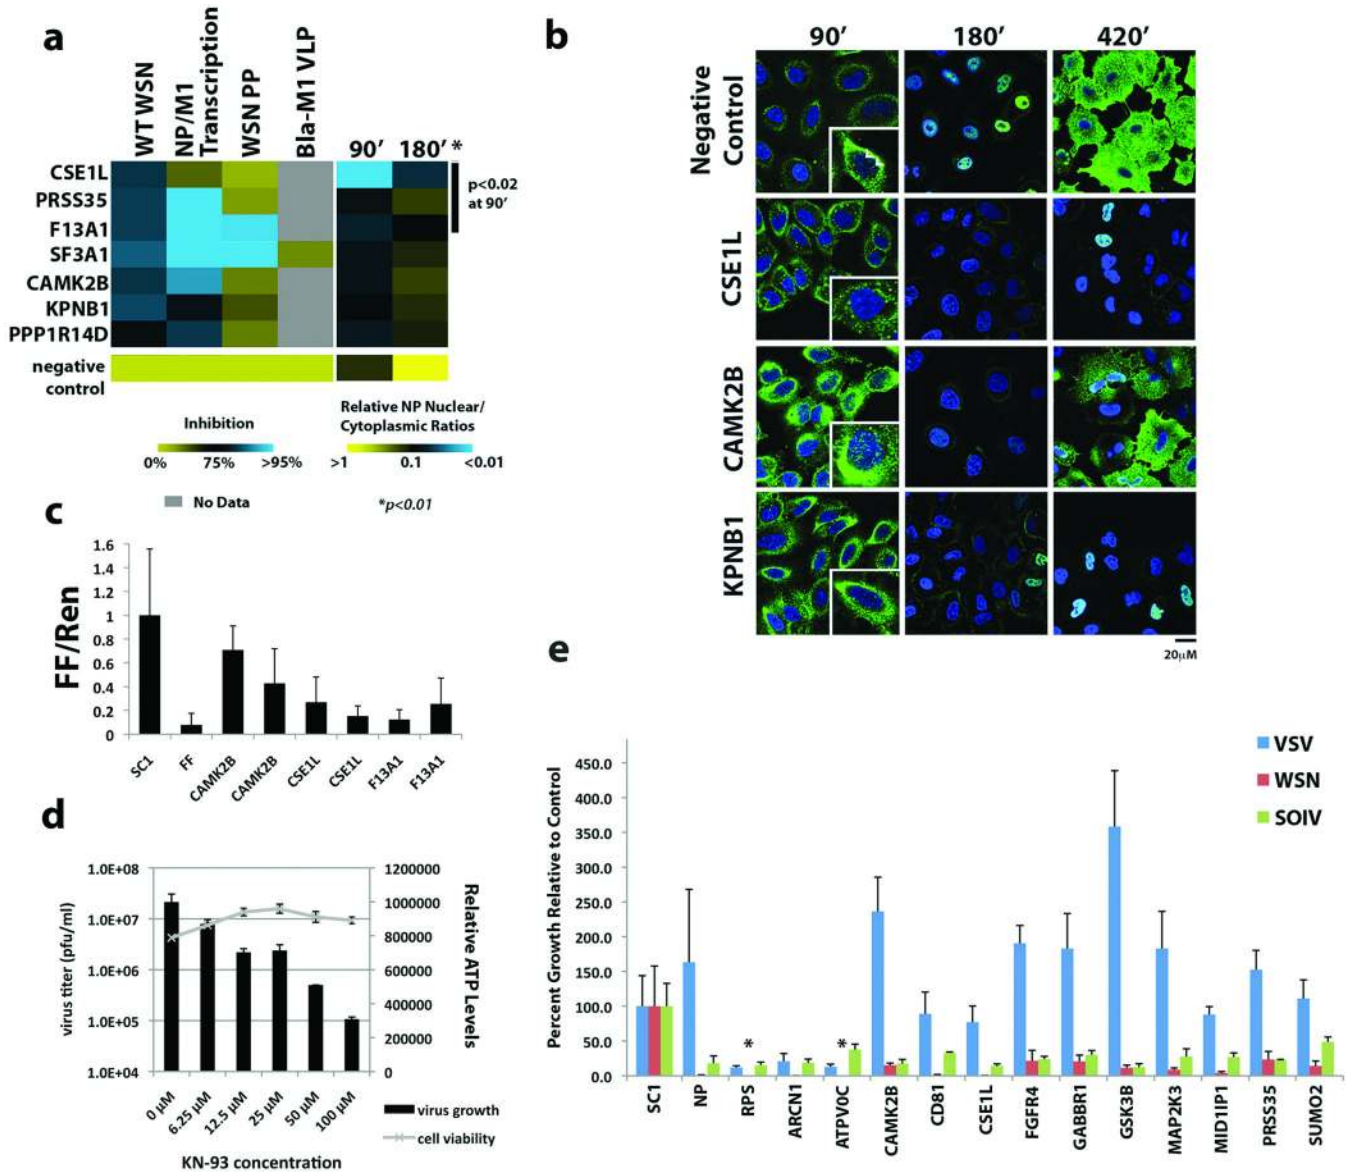 a
WT WSN
NP/M1
Transcription
WSN PP
Bla-M1 VLP
90’
180’ *
CSE1L
PRSS35
F13A1
SF3A1
CAMK2B
KPNB1
PPP1R14D
negative
control
p<0.02
at 90’
Inhibition
0%
75%
>95%
Relative NP Nuclear/
Cytoplasmic Ratios
>1
0.1
<0.01
No Data
*p<0.01
b
90’
180’
420’
Negative
Control
CSE1L
CAMK2B
KPNB1
20μM
c
FF/Ren
1.6
1.4
1.2
1
0.8
0.6
0.4
0.2
0
SC1
FF
CAMK2B
CAMK2B
CSE1L
CSE1L
F13A1
F13A1
d
virus titer (pfu/ml)
1.0E+08
1.0E+07
1.0E+06
1.0E+05
1.0E+04
1200000
1000000
800000
600000
400000
200000
0
Relative ATP Levels
0 μM
6.25 μM
12.5 μM
25 μM
50 μM
100 μM
KN-93 concentration
virus growth
cell viability
e
Percent Growth Relative to Control
450.0
400.0
350.0
300.0
250.0
200.0
150.0
100.0
50.0
0.0
*
*
VSV
WSN
SOIV
SC1
NP
RPS
ARCN1
ATPV0C
CAMK2B
CD81
CSE1L
FGFR4
GABBR1
GSK3B
MAP2K3
MID1IP1
PRSS35
SUMO2